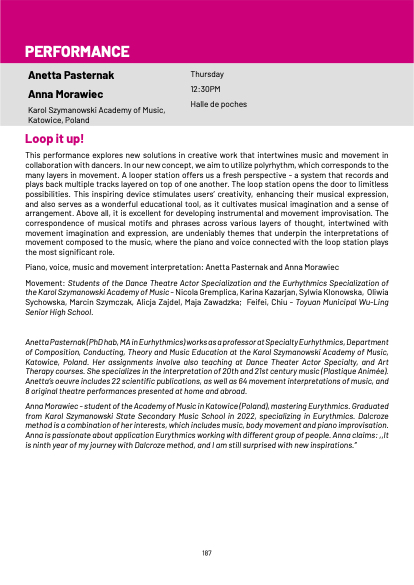 PERFORMANCE
Anetta Pasternak
Anna Morawiec
Karol Szymanowski Academy of Music,
Katowice, Poland
Thursday
12:30PM
Halle de poches
Loop it up!
This performance explores new solutions in creative work that intertwines music and movement in
collaboration with dancers. In our new concept, we aim to utilize polyrhythm, which corresponds to the
many layers in movement. A looper station offers us a fresh perspective - a system that records and
plays back multiple tracks layered on top of one another. The loop station opens the door to limitless
possibilities. This inspiring device stimulates users' creativity, enhancing their musical expression,
and also serves as a wonderful educational tool, as it cultivates musical imagination and a sense of
arrangement. Above all, it is excellent for developing instrumental and movement improvisation. The
correspondence of musical motifs and phrases across various layers of thought, intertwined with
movement imagination and expression, are undeniably themes that underpin the interpretations of
movement composed to the music, where the piano and voice connected with the loop station plays
the most significant role.
Piano, voice, music and movement interpretation: Anetta Pasternak and Anna Morawiec
Movement: Students of the Dance Theatre Actor Specialization and the Eurhythmics Specialization of
the Karol Szymanowski Academy of Music - Nicola Gremplica, Karina Kazarjan, Sylwia Klonowska, Oliwia
Sychowska, Marcin Szymczak, Alicja Zajdel, Maja Zawadzka; Feifei, Chiu - Toyuan Municipal Wu-Ling
Senior High School.
Anetta Pasternak (PhD hab, MA in Eurhythmics) works as a professor at Specialty Eurhythmics, Department
of Composition, Conducting, Theory and Music Education at the Karol Szymanowski Academy of Music,
Katowice, Poland. Her assignments involve also teaching at Dance Theater Actor Specialty, and Art
Therapy courses. She specializes in the interpretation of 20th and 21st century music (Plastique Animée).
Anetta's oeuvre includes 22 scientific publications, as well as 64 movement interpretations of music, and
8 original theatre performances presented at home and abroad.
Anna Morawiec - student of the Academy of Music in Katowice (Poland), mastering Eurythmics. Graduated
from Karol Szymanowski State Secondary Music School in 2022, specializing in Eurythmics. Dalcroze
method is a combination of her interests, which includes music, body movement and piano improvisation.
Anna is passionate about application Eurythmics working with different group of people. Anna claims: ,,It
is ninth year of my journey with Dalcroze method, and I am still surprised with new inspirations."
187